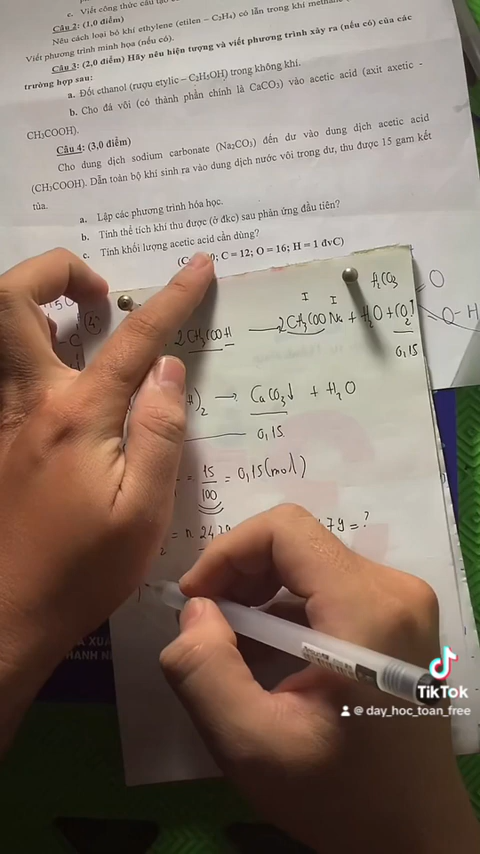 c. Viết công thức cấu tạo
Câu 2: (1,0 điểm)
Nêu cách loại bỏ khí ethylene (etilen – C₂H₄) có lẫn trong khí methane
Viết phương trình minh họa (nếu có).
Câu 3: (2,0 điểm) Hãy nêu hiện tượng và viết phương trình xảy ra (nếu có) của các
trường hợp sau:
a. Đốt ethanol (rượu etylic – C₂H₅OH) trong không khí.
b. Cho đá vôi (có thành phần chính là CaCO₃) vào acetic acid (axit axetic -
CH₃COOH).
Câu 4: (3,0 điểm)
Cho dung dịch sodium carbonate (Na₂CO₃) đến dư vào dung dịch acetic acid
(CH₃COOH). Dẫn toàn bộ khí sinh ra vào dung dịch nước vôi trong dư, thu được 15 gam kết
tủa.
a. Lập các phương trình hóa học.
b. Tính thể tích khí thu được (ở đkc) sau phản ứng đầu tiên?
c. Tính khối lượng acetic acid cần dùng?
C = 12; O = 16; H = 1 đvC)
H₂CO₃ O
O-H
I I
2CH₃COOH → 2CH₃COONa + H₂O + CO₂↑
0,15
)₂ → CaCO₃↓ + H₂O
0,15
= 15/100 = 0,15(mol)
= n 24,79
79 = ?
TikTok
@ day_hoc_toan_free